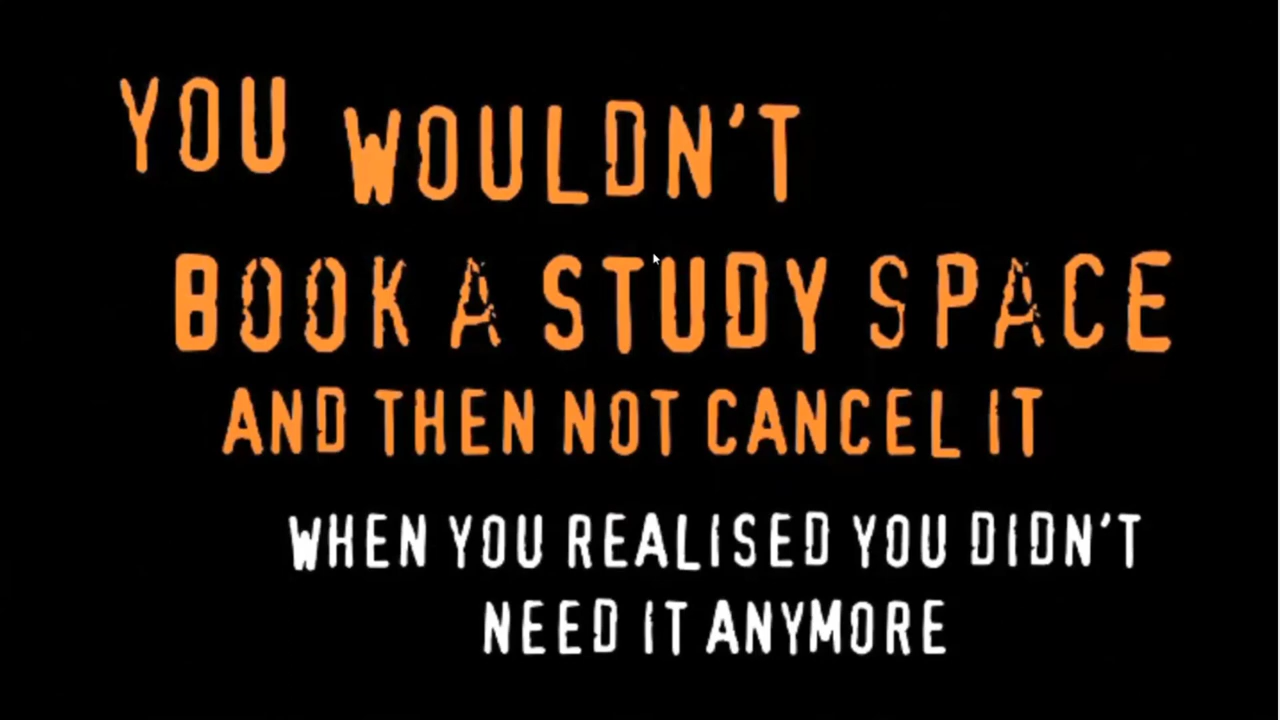 YOU WOULDN'T
BOOK A STUDY SPACE
AND THEN NOT CANCEL IT
WHEN YOU REALISED YOU DIDN'T
NEED IT ANYMORE